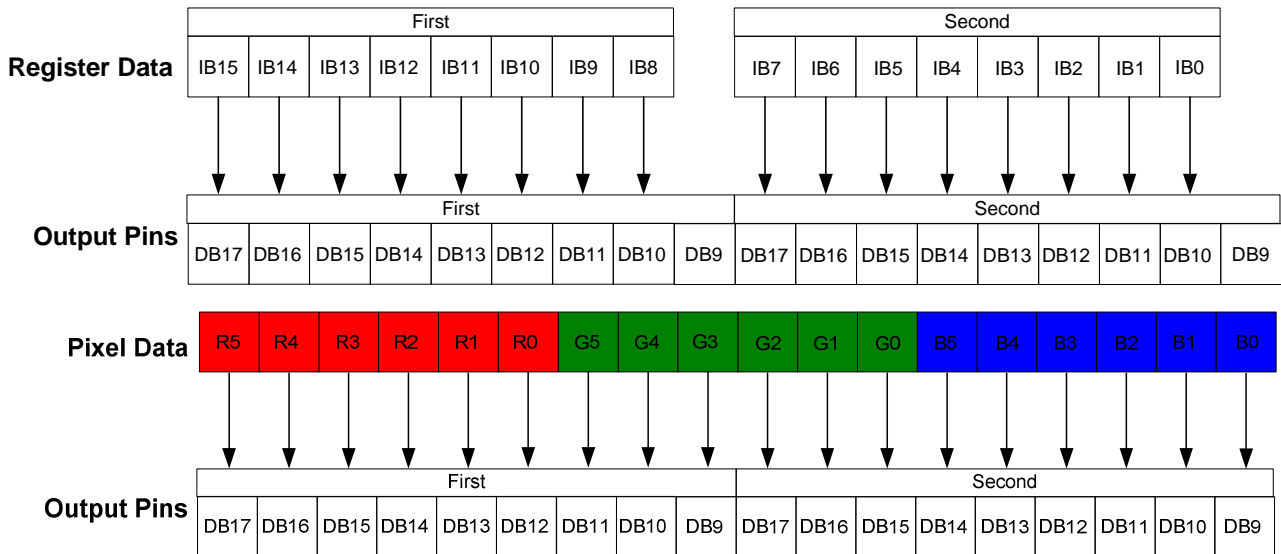 First Second
Register Data IB15 IB14 IB13 IB12 IB11 IB10 IB9 IB8 IB7 IB6 IB5 IB4 IB3 IB2 IB1 IB0
First Second
Output Pins DB17 DB16 DB15 DB14 DB13 DB12 DB11 DB10 DB9 DB17 DB16 DB15 DB14 DB13 DB12 DB11 DB10 DB9
Pixel Data R5 R4 R3 R2 R1 R0 G5 G4 G3 G2 G1 G0 B5 B4 B3 B2 B1 B0
First Second
Output Pins DB17 DB16 DB15 DB14 DB13 DB12 DB11 DB10 DB9 DB17 DB16 DB15 DB14 DB13 DB12 DB11 DB10 DB9